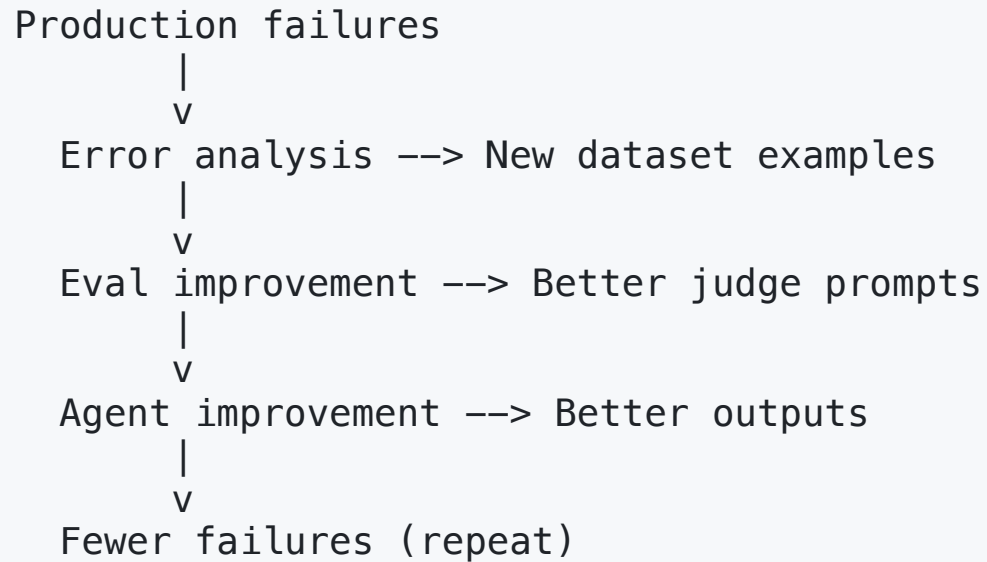 Production failures
|
v
Error analysis --> New dataset examples
|
v
Eval improvement --> Better judge prompts
|
v
Agent improvement --> Better outputs
|
v
Fewer failures (repeat)